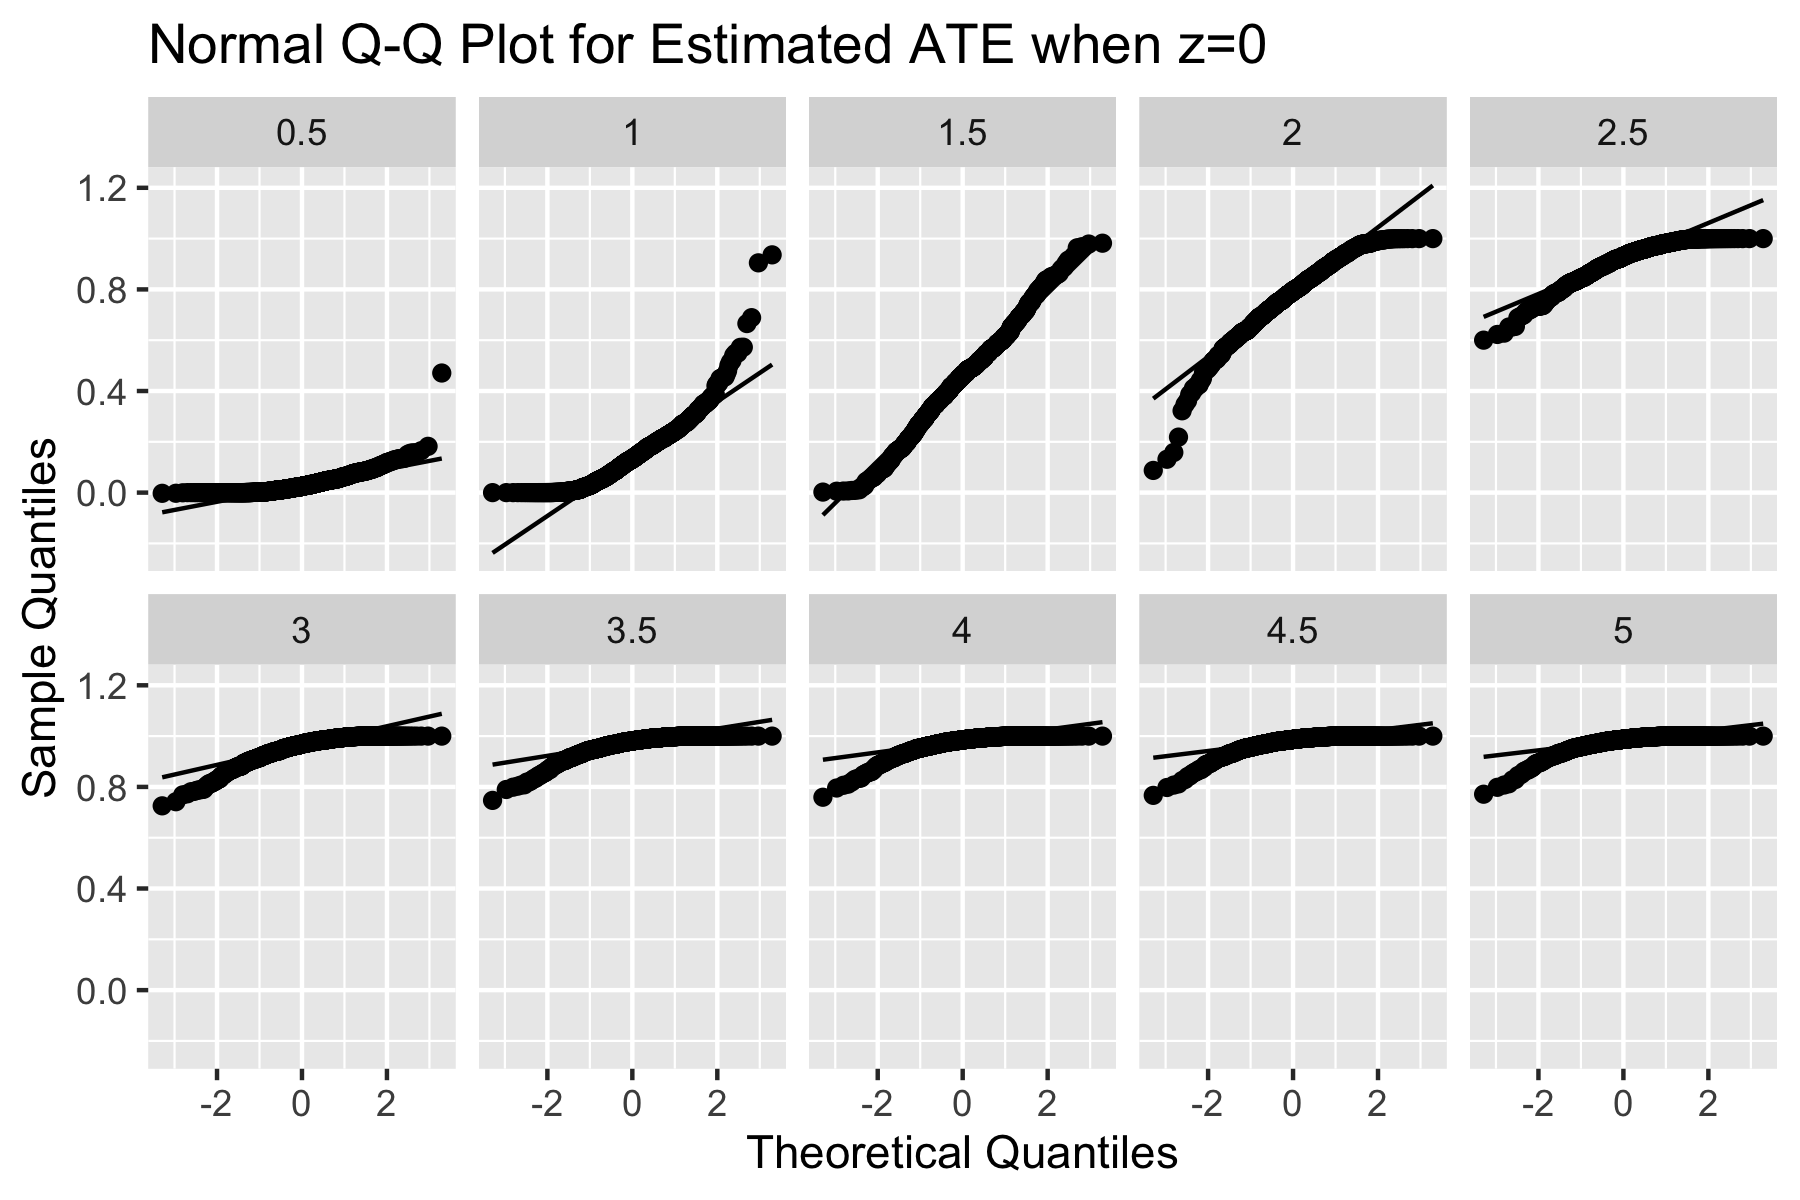 Normal Q-Q Plot for Estimated ATE when z=0
0.5 1 1.5 2 2.5
1.2
0.8
0.4
0.0
3 3.5 4 4.5 5
1.2
0.8
0.4
0.0
-2 0 2 -2 0 2 -2 0 2 -2 0 2 -2 0 2
Theoretical Quantiles
Sample Quantiles